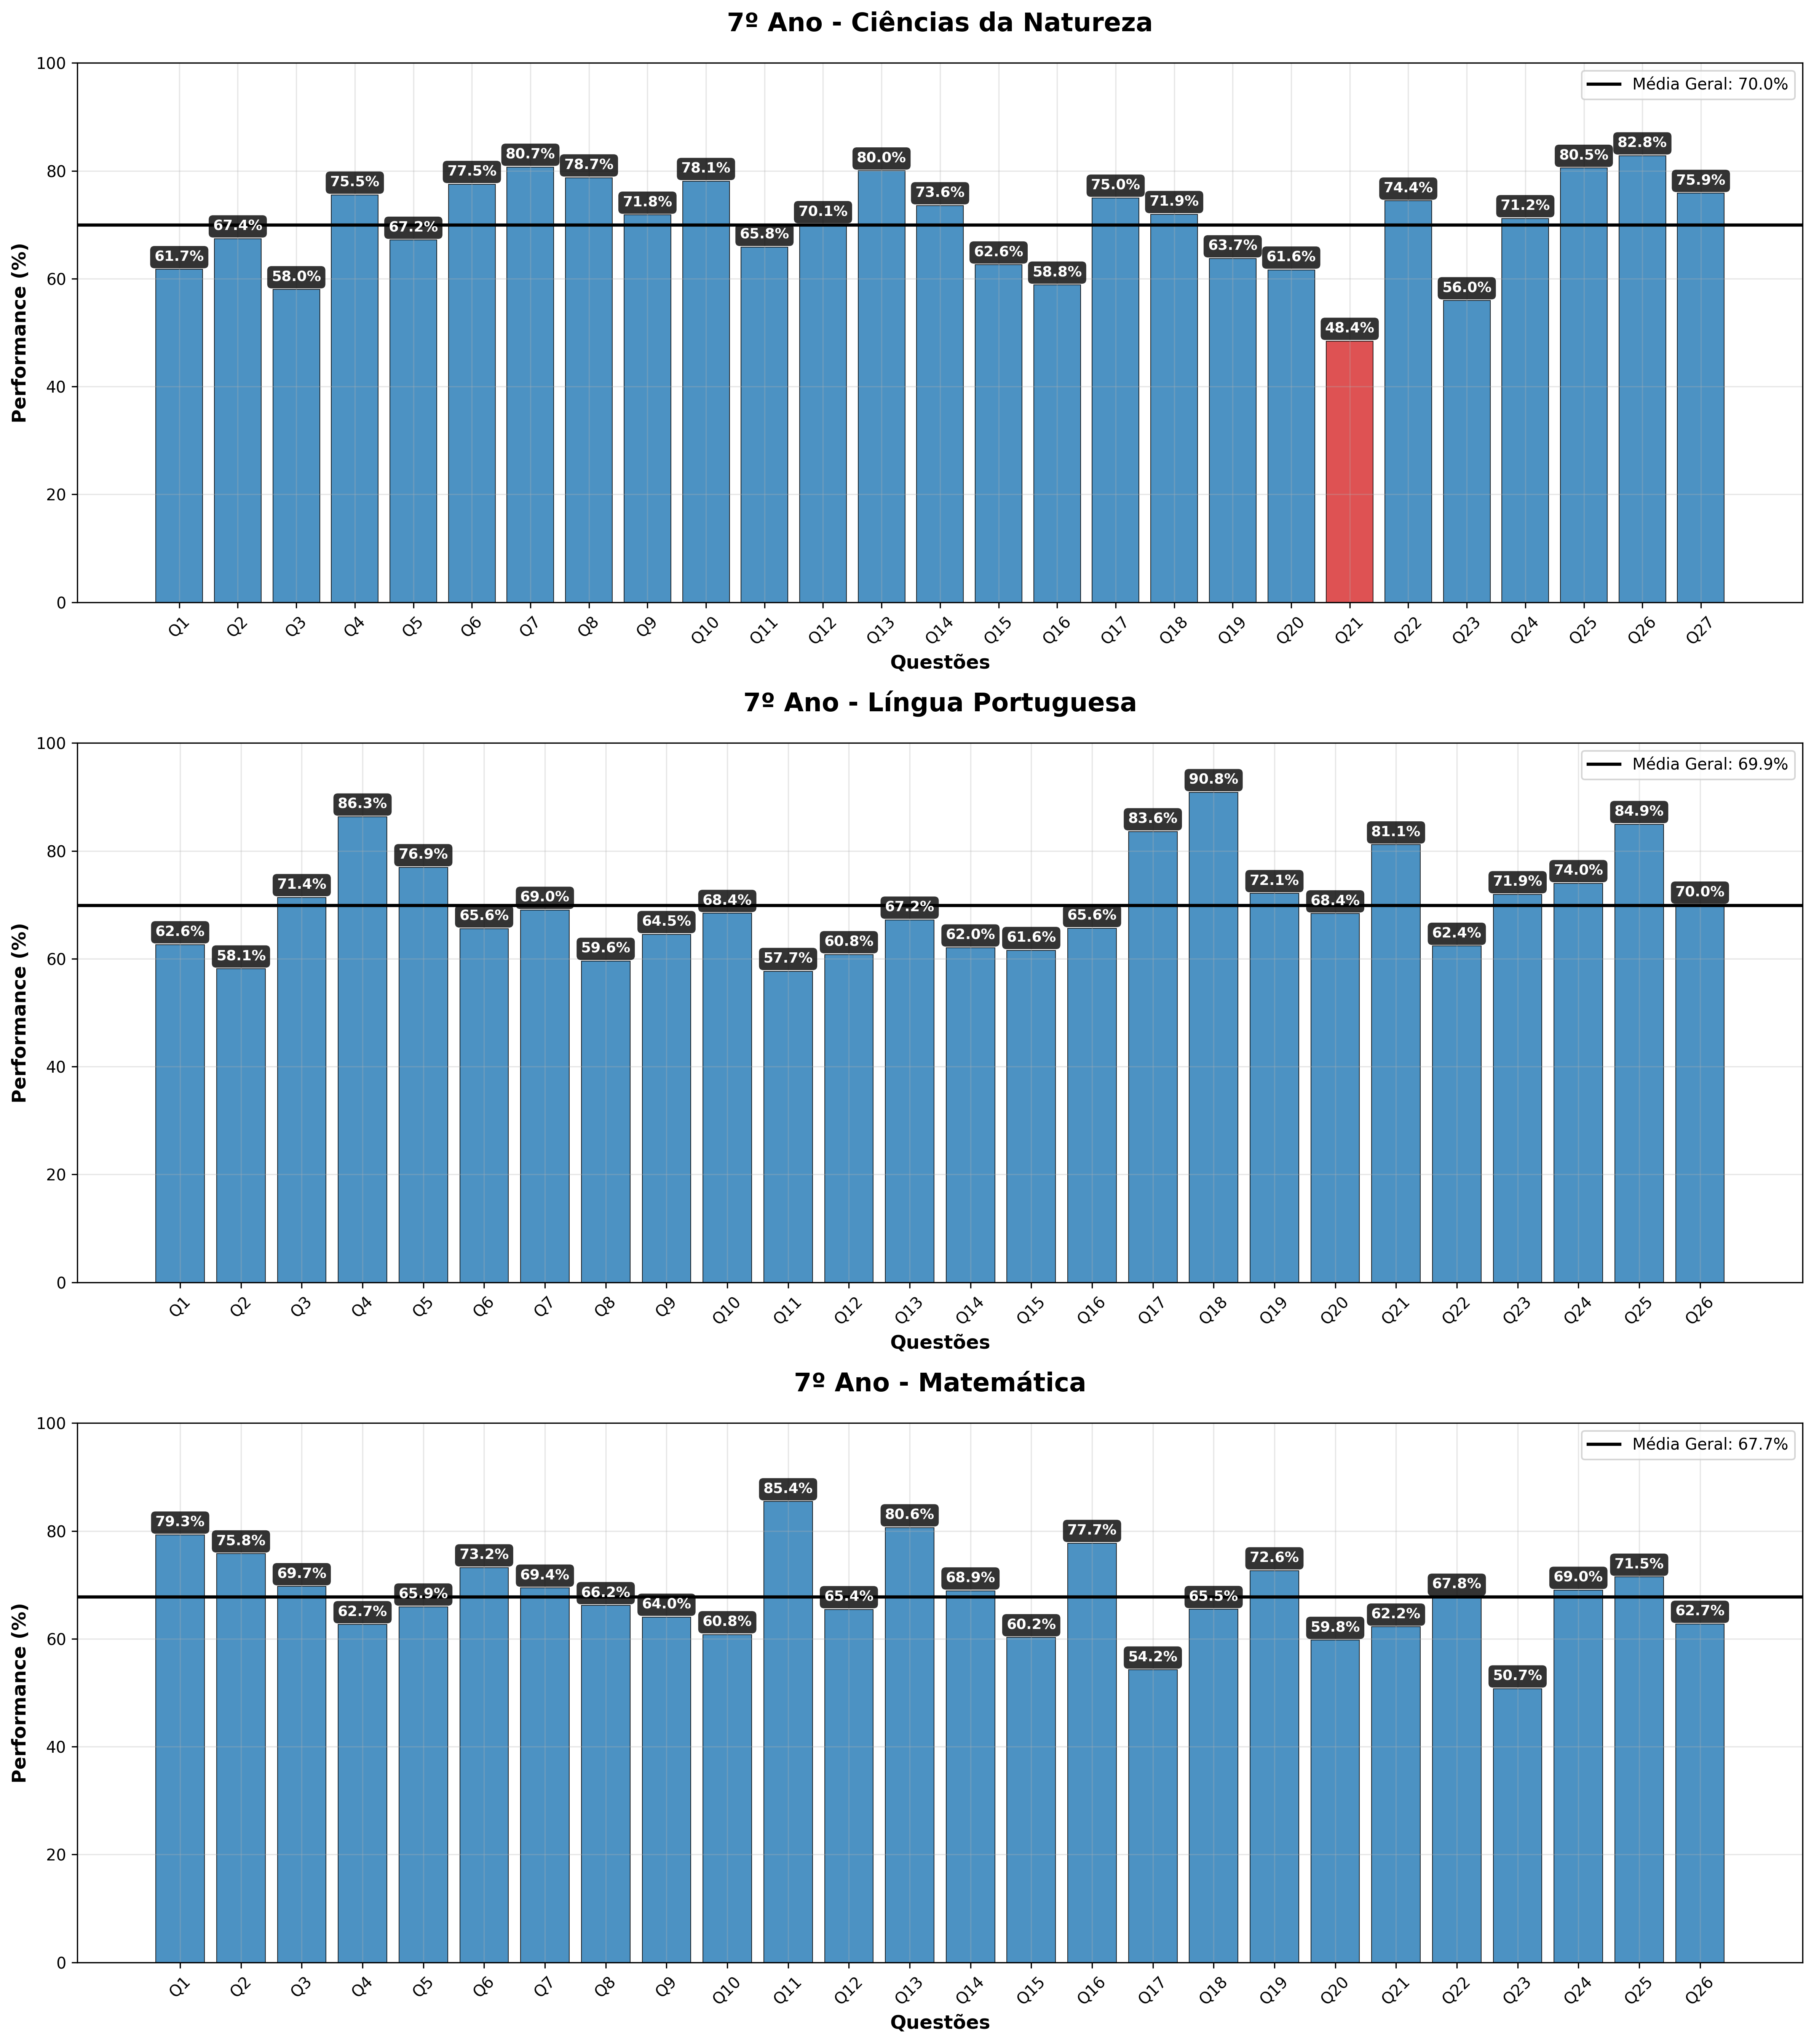 7º Ano - Ciências da Natureza
Performance (%)
100
80
60
40
20
0
Média Geral: 70.0%
61.7% 67.4% 58.0% 75.5% 67.2% 77.5% 80.7% 78.7% 71.8% 78.1% 65.8% 70.1% 80.0% 73.6% 62.6% 58.8% 75.0% 71.9% 63.7% 61.6% 48.4% 74.4% 56.0% 71.2% 80.5% 82.8% 75.9%
Q1 Q2 Q3 Q4 Q5 Q6 Q7 Q8 Q9 Q10 Q11 Q12 Q13 Q14 Q15 Q16 Q17 Q18 Q19 Q20 Q21 Q22 Q23 Q24 Q25 Q26 Q27
Questões
7º Ano - Língua Portuguesa
Performance (%)
100
80
60
40
20
0
Média Geral: 69.9%
62.6% 58.1% 71.4% 86.3% 76.9% 65.6% 69.0% 59.6% 64.5% 68.4% 57.7% 60.8% 67.2% 62.0% 61.6% 65.6% 83.6% 90.8% 72.1% 68.4% 81.1% 62.4% 71.9% 74.0% 84.9% 70.0%
Q1 Q2 Q3 Q4 Q5 Q6 Q7 Q8 Q9 Q10 Q11 Q12 Q13 Q14 Q15 Q16 Q17 Q18 Q19 Q20 Q21 Q22 Q23 Q24 Q25 Q26
Questões
7º Ano - Matemática
Performance (%)
100
80
60
40
20
0
Média Geral: 67.7%
79.3% 75.8% 69.7% 62.7% 65.9% 73.2% 69.4% 66.2% 64.0% 60.8% 85.4% 65.4% 80.6% 68.9% 60.2% 77.7% 54.2% 65.5% 72.6% 59.8% 62.2% 67.8% 50.7% 69.0% 71.5% 62.7%
Q1 Q2 Q3 Q4 Q5 Q6 Q7 Q8 Q9 Q10 Q11 Q12 Q13 Q14 Q15 Q16 Q17 Q18 Q19 Q20 Q21 Q22 Q23 Q24 Q25 Q26
Questões